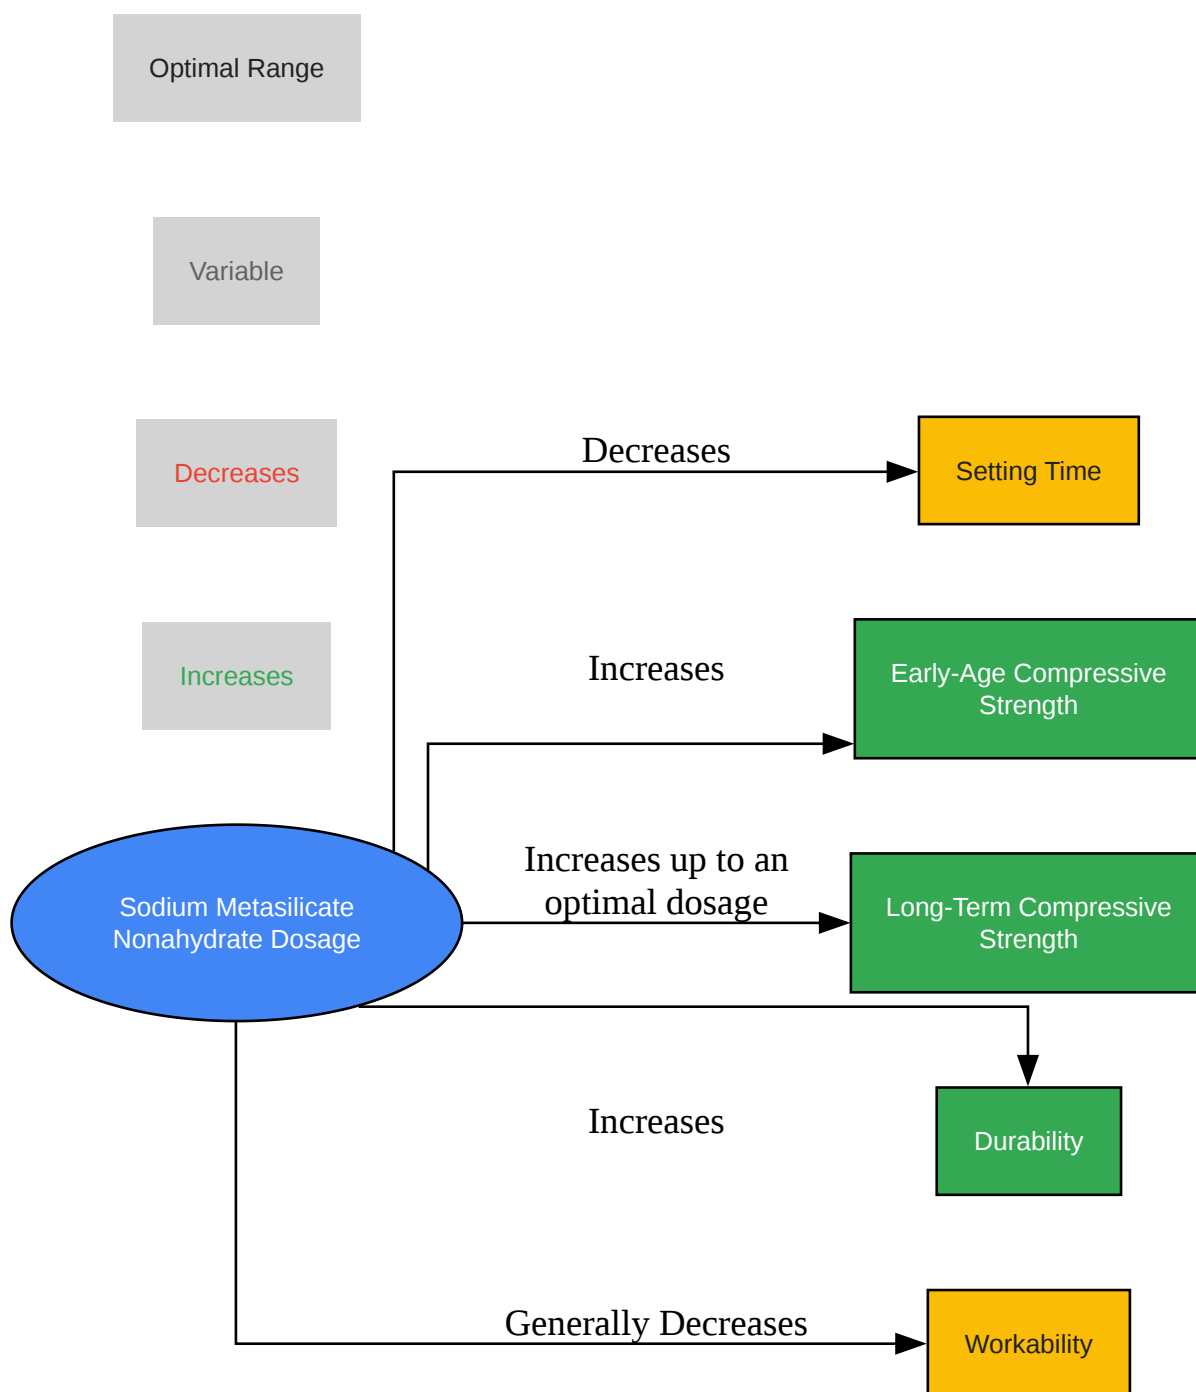 Optimal Range
Variable
Decreases
Decreases
Setting Time
Increases
Increases
Early-Age Compressive
Strength
Sodium Metasilicate
Nonahydrate Dosage
Increases up to an
optimal dosage
Long-Term Compressive
Strength
Increases
Durability
Generally Decreases
Workability